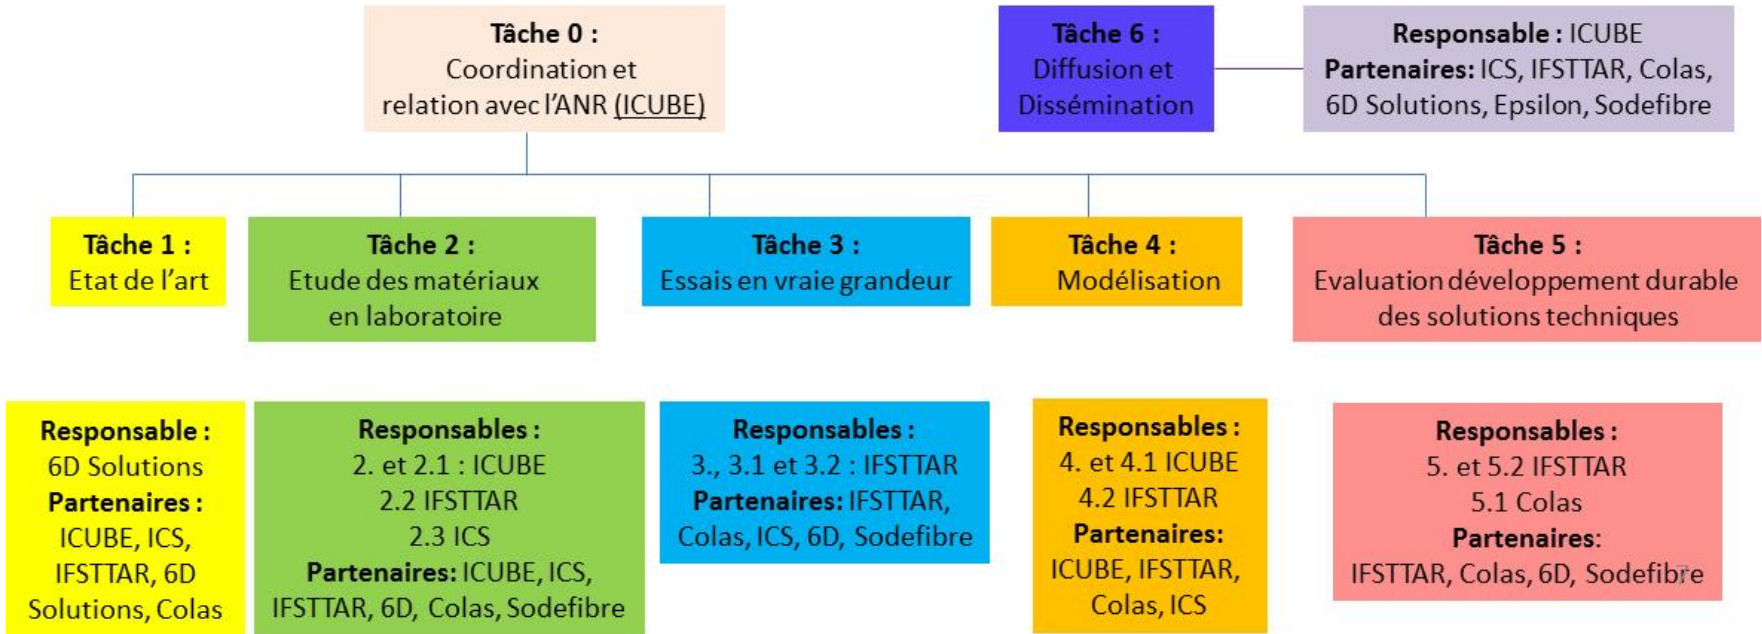 Tâche 0 :
Coordination et
relation avec l'ANR (ICUBE)
Tâche 6 :
Diffusion et
Dissémination
Responsable : ICUBE
Partenaires: ICS, IFSTTAR, Colas,
6D Solutions, Epsilon, Sodefibre
Tâche 1 :
Etat de l'art
Tâche 2 :
Etude des matériaux
en laboratoire
Tâche 3 :
Essais en vraie grandeur
Tâche 4 :
Modélisation
Tâche 5 :
Evaluation développement durable
des solutions techniques
Responsable :
6D Solutions
Partenaires :
ICUBE, ICS,
IFSTTAR, 6D
Solutions, Colas
Responsables :
2. et 2.1 : ICUBE
2.2 IFSTTAR
2.3 ICS
Partenaires: ICUBE, ICS,
IFSTTAR, 6D, Colas, Sodefibre
Responsables :
3., 3.1 et 3.2 : IFSTTAR
Partenaires: IFSTTAR,
Colas, ICS, 6D, Sodefibre
Responsables :
4. et 4.1 ICUBE
4.2 IFSTTAR
Partenaires:
ICUBE, IFSTTAR,
Colas, ICS
Responsables :
5. et 5.2 IFSTTAR
5.1 Colas
Partenaires:
IFSTTAR, Colas, 6D, Sodefibre
7